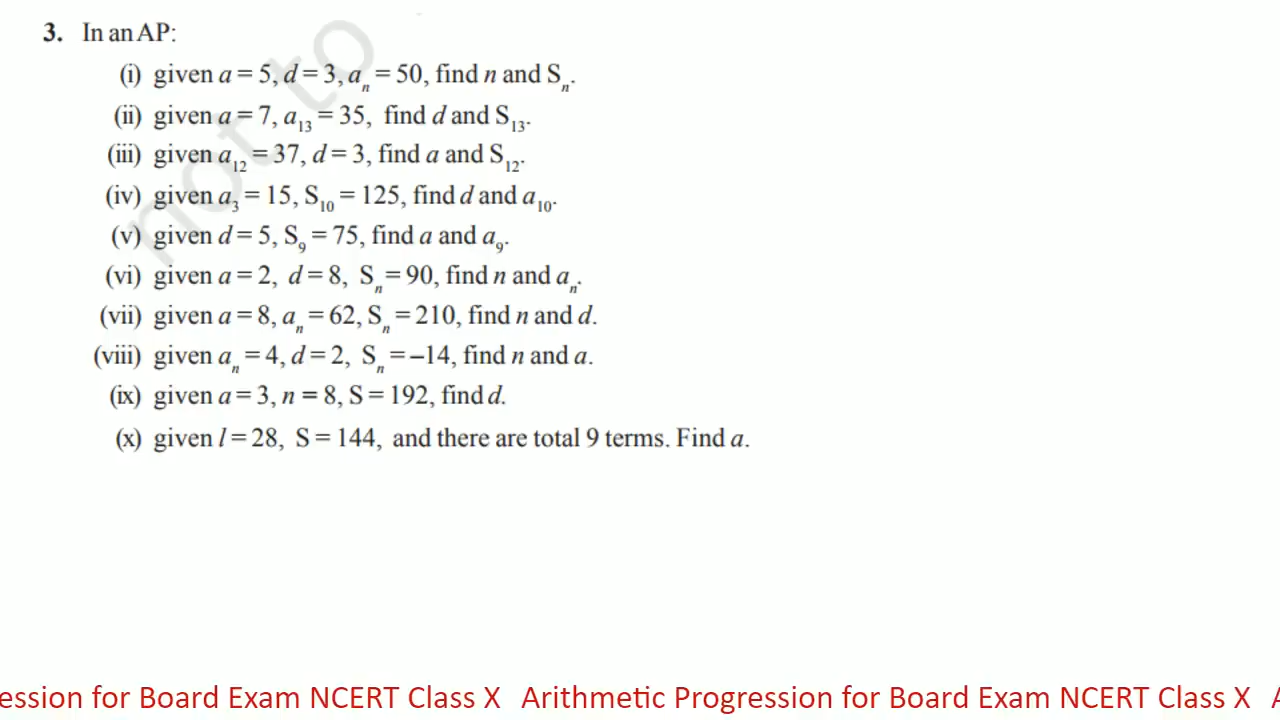 3. In an AP:
(i) given a = 5, d = 3, aₙ = 50, find n and Sₙ.
(ii) given a = 7, a₁₃ = 35, find d and S₁₃.
(iii) given a₁₂ = 37, d = 3, find a and S₁₂.
(iv) given a₃ = 15, S₁₀ = 125, find d and a₁₀.
(v) given d = 5, S₉ = 75, find a and a₉.
(vi) given a = 2, d = 8, Sₙ = 90, find n and aₙ.
(vii) given a = 8, aₙ = 62, Sₙ = 210, find n and d.
(viii) given aₙ = 4, d = 2, Sₙ = –14, find n and a.
(ix) given a = 3, n = 8, S = 192, find d.
(x) given l = 28, S = 144, and there are total 9 terms. Find a.
not to
ession for Board Exam NCERT Class X Arithmetic Progression for Board Exam NCERT Class X A